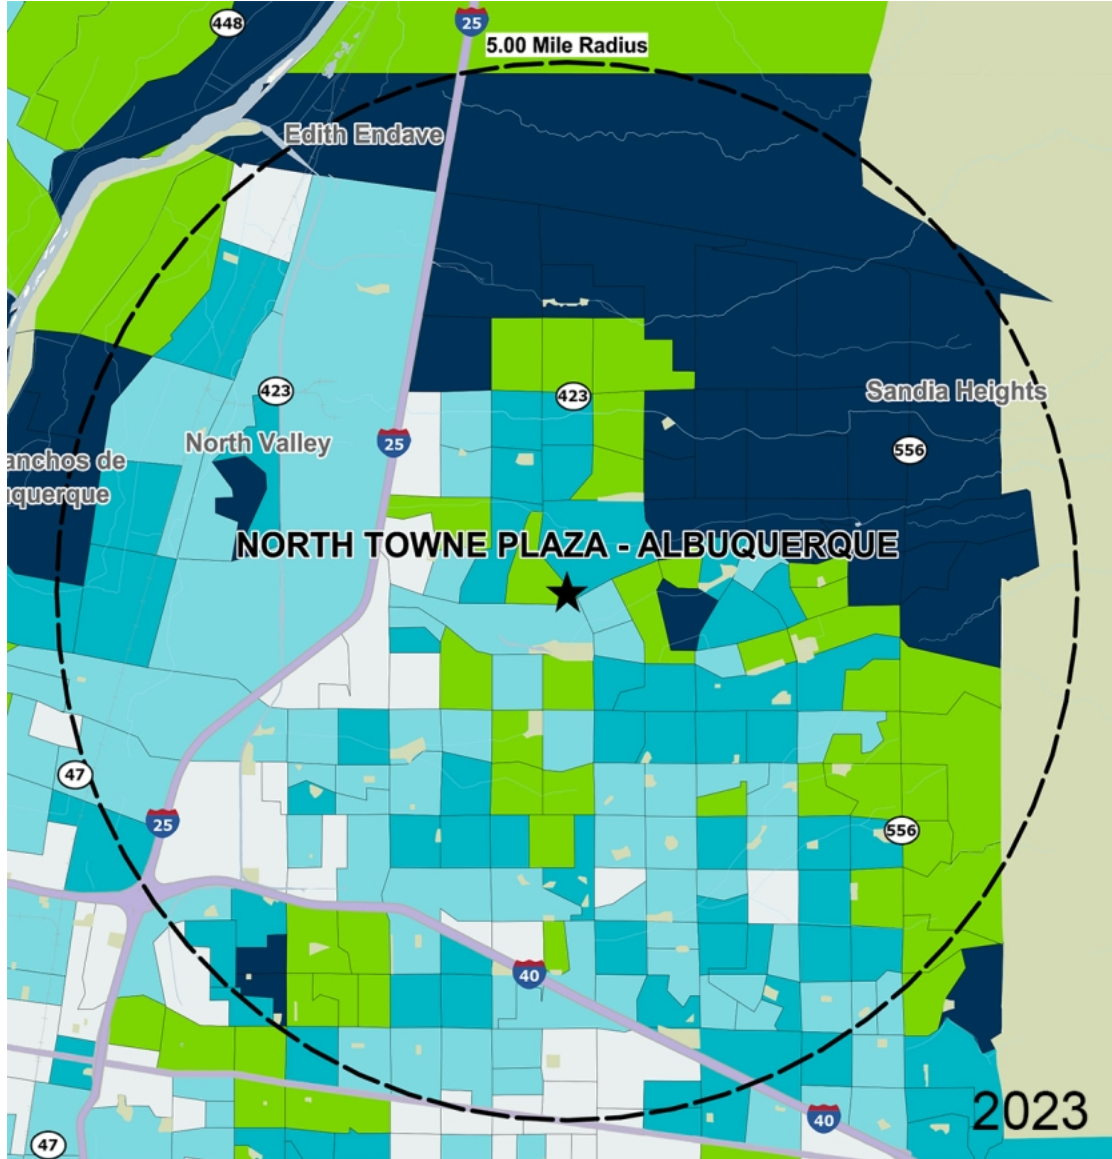 448
25
5.00 Mile Radius
Edith Endave
423
423
Sandia Heights
North Valley
25
556
anchos de
uquerque
NORTH TOWNE PLAZA - ALBUQUERQUE
47
25
556
40
2023
40
47